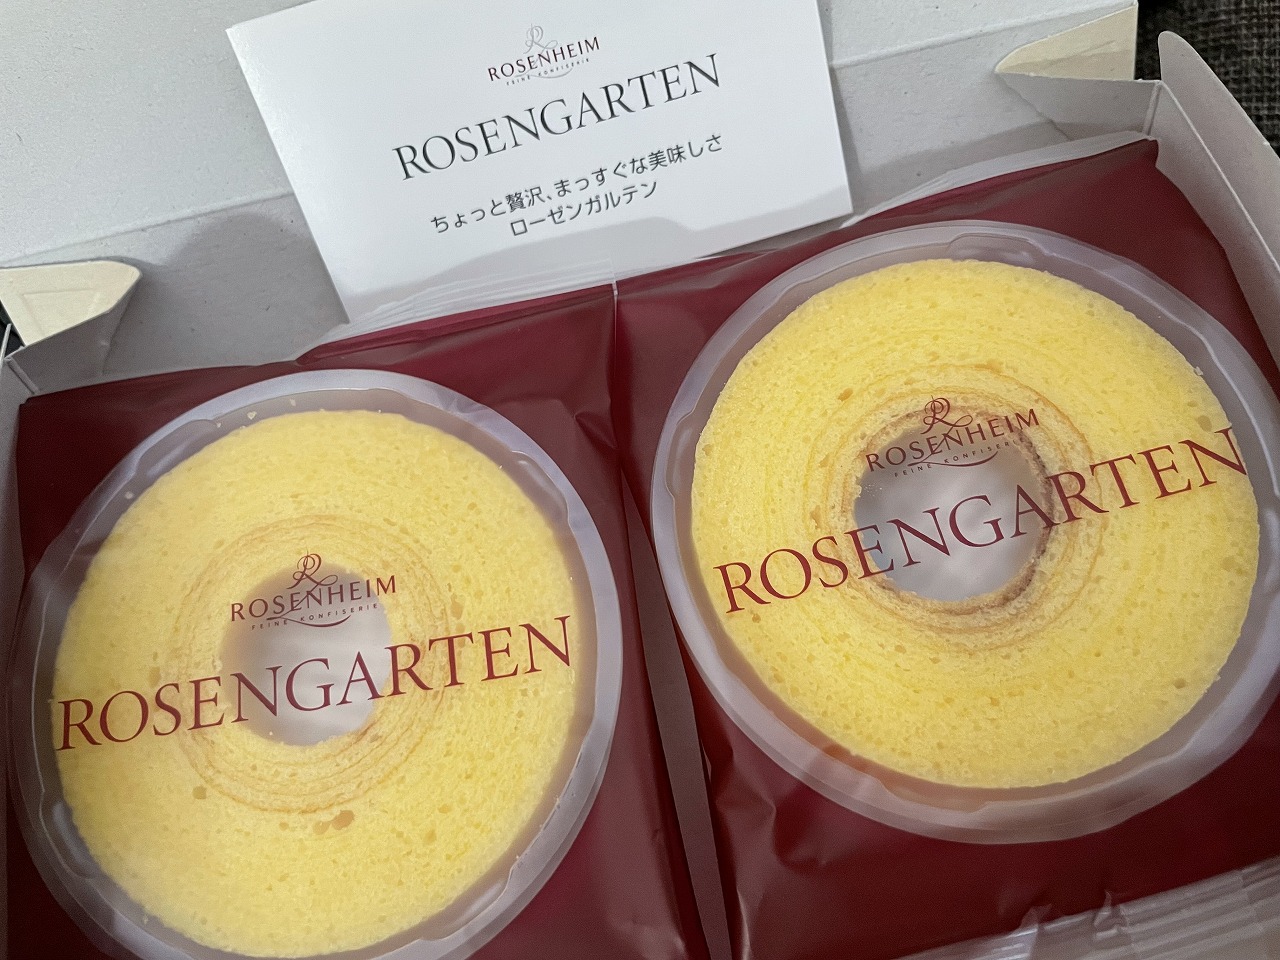 ROSENHEIM
FEINE KONFISERIE
ROSENGARTEN
ちょっと贅沢、まっすぐな美味しさ
ローゼンガルテン
ROSENHEIM
FEINE KONFISERIE
ROSENGARTEN
ROSENHEIM
FEINE KONFISERIE
ROSENGARTEN